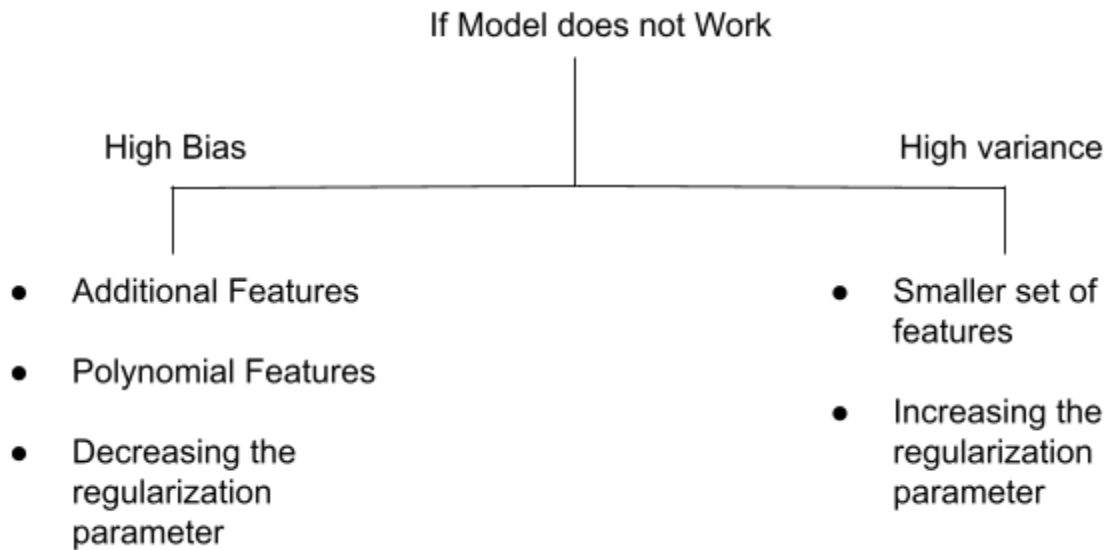 If Model does not Work
High Bias
High variance
● Additional Features
● Polynomial Features
● Decreasing the
regularization
parameter
● Smaller set of
features
● Increasing the
regularization
parameter